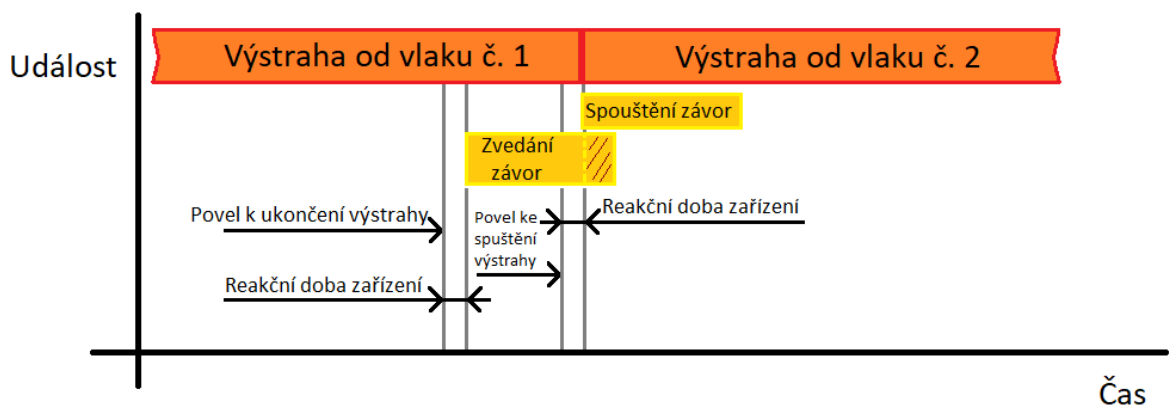 Výstraha od vlaku č. 1
Výstraha od vlaku č. 2
Událost
Spouštění závor
Zvedání
závor
Povel k ukončení výstrahy
Povel ke
spuštění
výstrahy
Reakční doba zařízení
Reakční doba zařízení
Čas